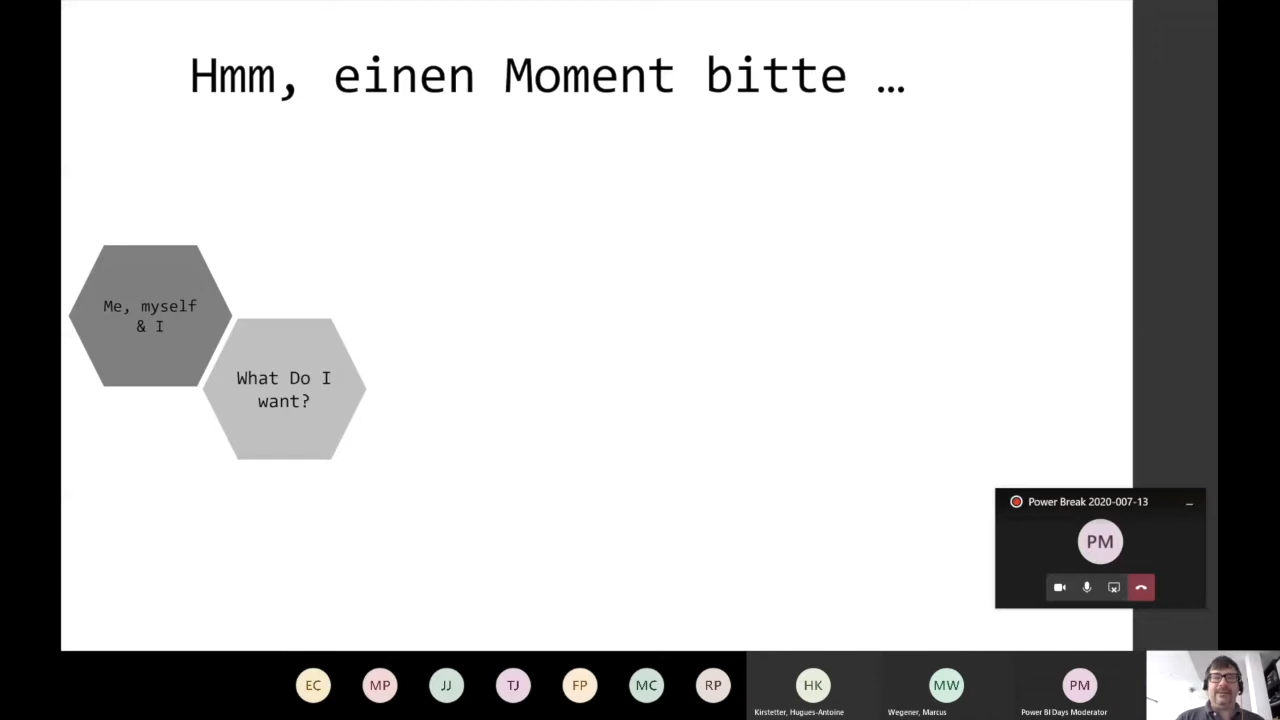 Hmm, einen Moment bitte …
Me, myself
& I
What Do I
want?
Power Break 2020-007-13
PM
EC
MP
JJ
TJ
FP
MC
RP
HK
MW
PM
Kirstetter, Hugues-Antoine
Wegener, Marcus
Power BI Days Moderator